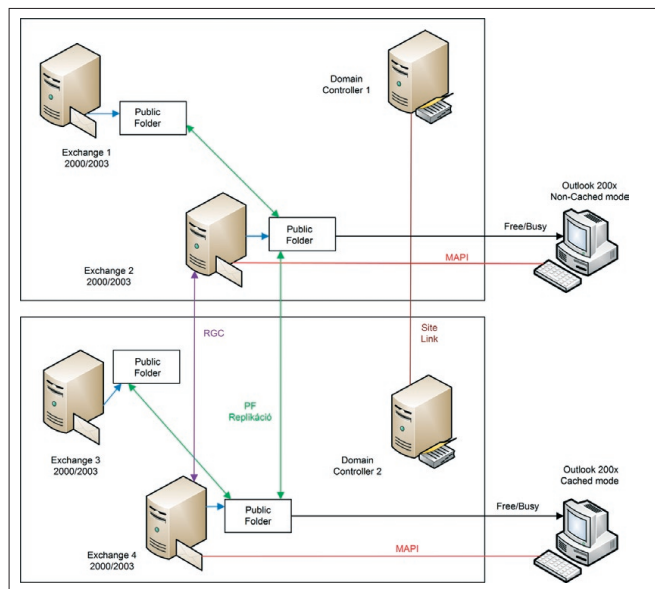 Public
Folder
Exchange 1
2000/2003
Domain
Controller 1
Outlook 200x
Non-Cached mode
Public
Folder
Free/Busy
MAPI
Exchange 2
2000/2003
RGC
Site
Link
Public
Folder
PF
Replikáció
Exchange 3
2000/2003
Domain
Controller 2
Outlook 200x
Cached mode
Public
Folder
Free/Busy
MAPI
Exchange 4
2000/2003